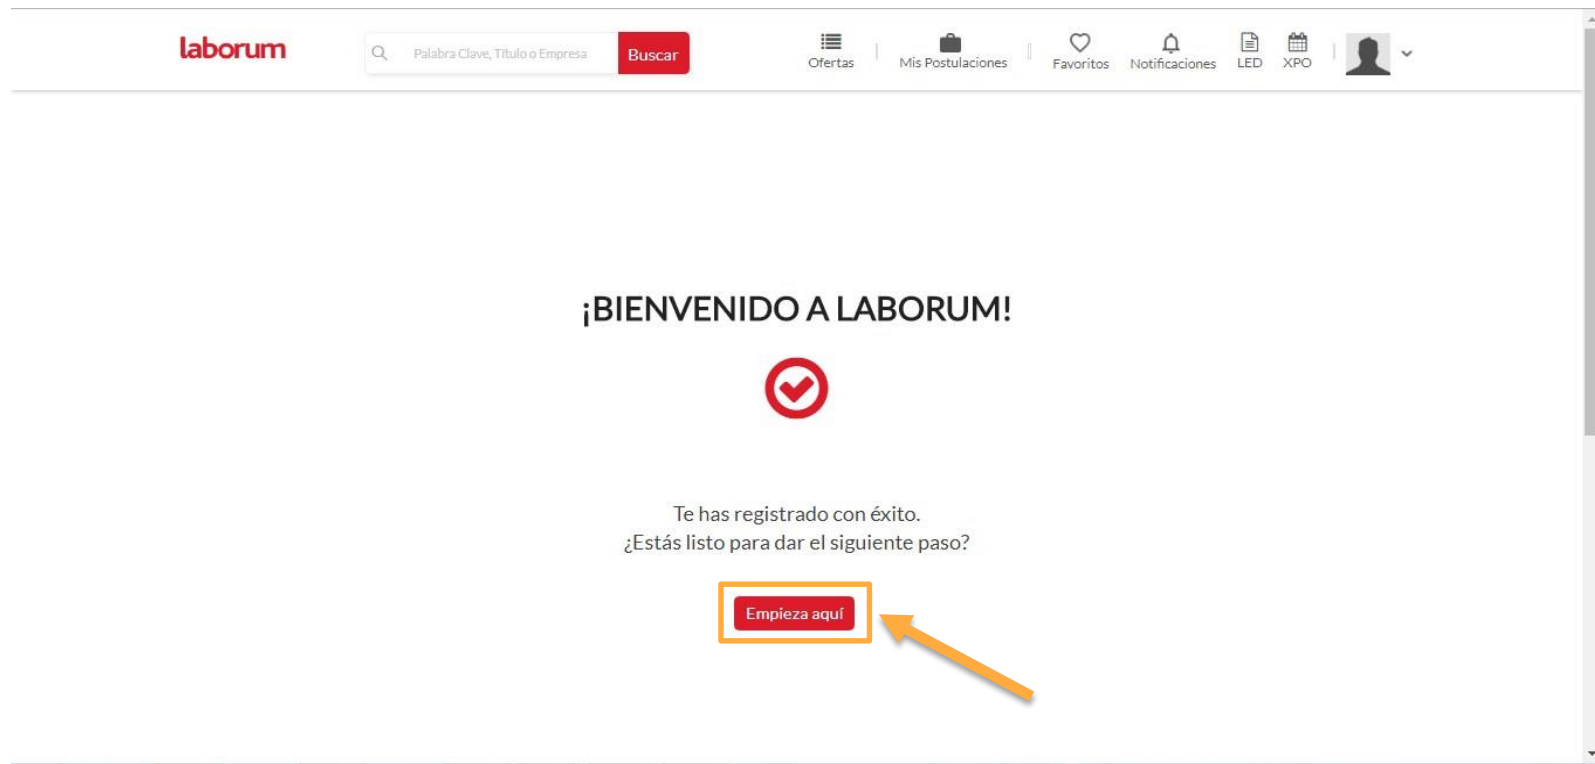 laborum
Palabra Clave, Título o Empresa
Buscar
Ofertas
Mis Postulaciones
Favoritos
Notificaciones
LED
XPO
¡BIENVENIDO A LABORUM!
Te has registrado con éxito.
¿Estás listo para dar el siguiente paso?
Empieza aquí